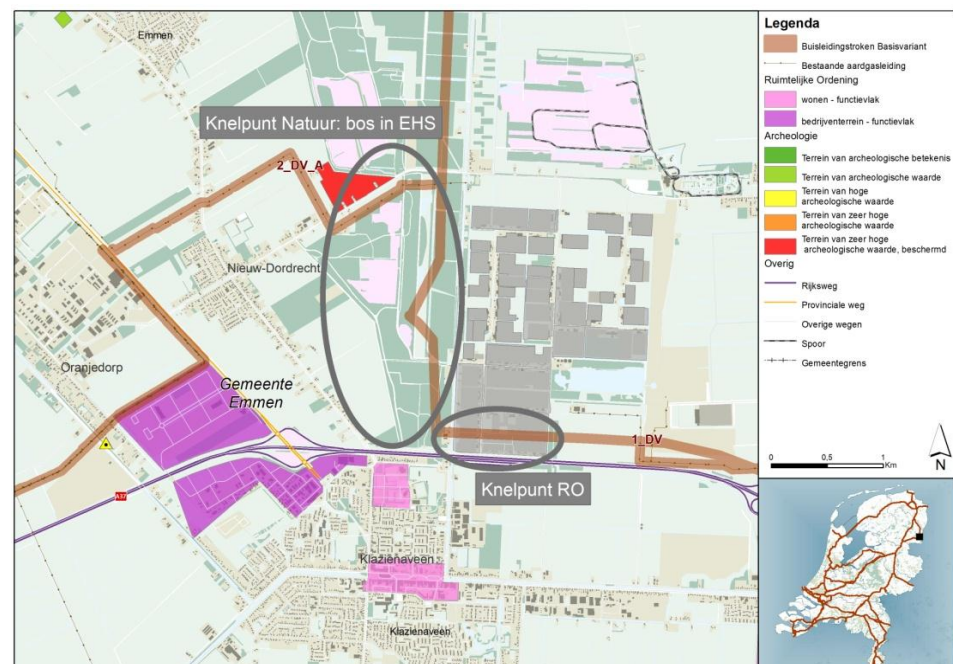 Emmen
Knelpunt Natuur: bos in EHS
2_DV_A
Nieuw-Dordrecht
Oranjedorp
Gemeente
Emmen
1_DV
Knelpunt RO
A37
Klazienaveen
Klazienaveen
Legenda
Buisleidingstroken Basisvariant
Bestaande aardgasleiding
Ruimtelijke Ordening
wonen - functievlak
bedrijventerrein - functievlak
Archeologie
Terrein van archeologische betekenis
Terrein van archeologische waarde
Terrein van hoge
archeologische waarde
Terrein van zeer hoge
archeologische waarde
Terrein van zeer hoge
archeologische waarde, beschermd
Overig
Rijksweg
Provinciale weg
Overige wegen
Spoor
Gemeentegrens
0 0,5 1
Km
N